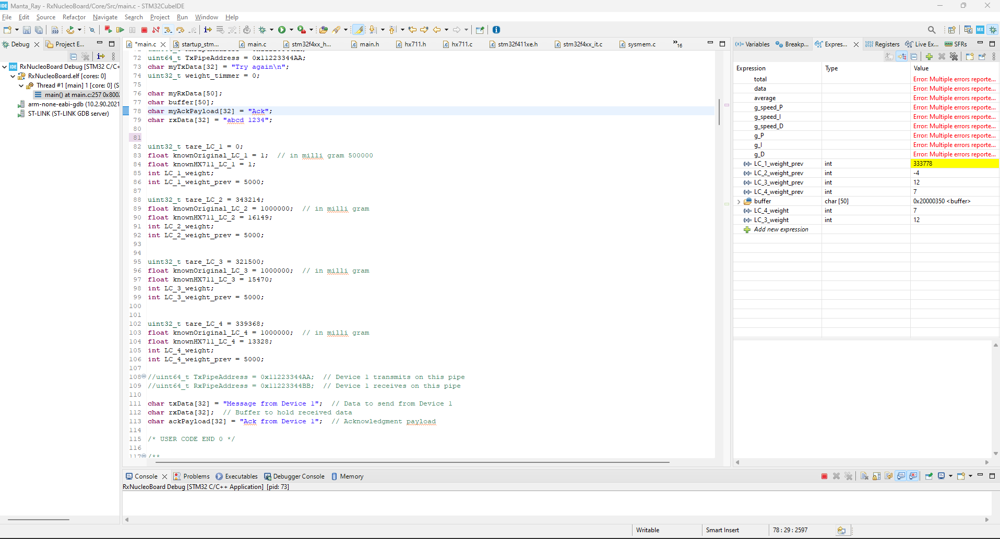 IDE Manta_Ray - RxNucleoBoard/Core/Src/main.c - STM32CubeIDE
File Edit Source Refactor Navigate Search Project Run Window Help
Debug Project E...
IDE RxNucleoBoard Debug [STM32 C/C+
RxNucleoBoard.elf [cores: 0]
Thread #1 [main] 1 [core: 0] (S
main() at main.c:257 0x800
arm-none-eabi-gdb (10.2.90.2021
ST-LINK (ST-LINK GDB server)
*main.c startup_stm... main.c stm32f4xx_h... main.h hx711.h hx711.c stm32f411xe.h stm32f4xx_it.c sysmem.c »16
72 uint64_t TxPipeAddress = 0x11223344AA;
73 char myTxData[32] = "Try again\n";
74 uint32_t weight_timmer = 0;
75
76 char myRxData[50];
77 char buffer[50];
78 char myAckPayload[32] = "Ack";
79 char rxData[32] = "abcd 1234";
80
81
82 uint32_t tare_LC_1 = 0;
83 float knownOriginal_LC_1 = 1;  // in milli gram 500000
84 float knownHX711_LC_1 = 1;
85 int LC_1_weight;
86 int LC_1_weight_prev = 5000;
87
88 uint32_t tare_LC_2 = 343214;
89 float knownOriginal_LC_2 = 1000000;  // in milli gram
90 float knownHX711_LC_2 = 16149;
91 int LC_2_weight;
92 int LC_2_weight_prev = 5000;
93
94
95 uint32_t tare_LC_3 = 321500;
96 float knownOriginal_LC_3 = 1000000;  // in milli gram
97 float knownHX711_LC_3 = 15470;
98 int LC_3_weight;
99 int LC_3_weight_prev = 5000;
100
101
102 uint32_t tare_LC_4 = 339368;
103 float knownOriginal_LC_4 = 1000000;  // in milli gram
104 float knownHX711_LC_4 = 13328;
105 int LC_4_weight;
106 int LC_4_weight_prev = 5000;
107
108 //uint64_t TxPipeAddress = 0x11223344AA;  // Device 1 transmits on this pipe
109 //uint64_t RxPipeAddress = 0x11223344BB;  // Device 1 receives on this pipe
110
111 char txData[32] = "Message from Device 1";  // Data to send from Device 1
112 char rxData[32];  // Buffer to hold received data
113 char ackPayload[32] = "Ack from Device 1";  // Acknowledgment payload
114
115 /* USER CODE END 0 */
116
117 /**
Variables Breakp... Expres... Registers Live Ex... SFRs
Expression Type Value
total Error: Multiple errors reporte...
data Error: Multiple errors reporte...
average Error: Multiple errors reporte...
g_speed_P Error: Multiple errors reporte...
g_speed_I Error: Multiple errors reporte...
g_speed_D Error: Multiple errors reporte...
g_P Error: Multiple errors reporte...
g_I Error: Multiple errors reporte...
g_D Error: Multiple errors reporte...
(x)= LC_1_weight_prev int 333778
(x)= LC_2_weight_prev int -4
(x)= LC_3_weight_prev int 12
(x)= LC_4_weight_prev int 7
buffer char [50] 0x20000350 <buffer>
(x)= LC_4_weight int 7
(x)= LC_3_weight int 12
Add new expression
Console Problems Executables Debugger Console Memory
RxNucleoBoard Debug [STM32 C/C++ Application] [pid: 73]
Writable Smart Insert 78 : 29 : 2597